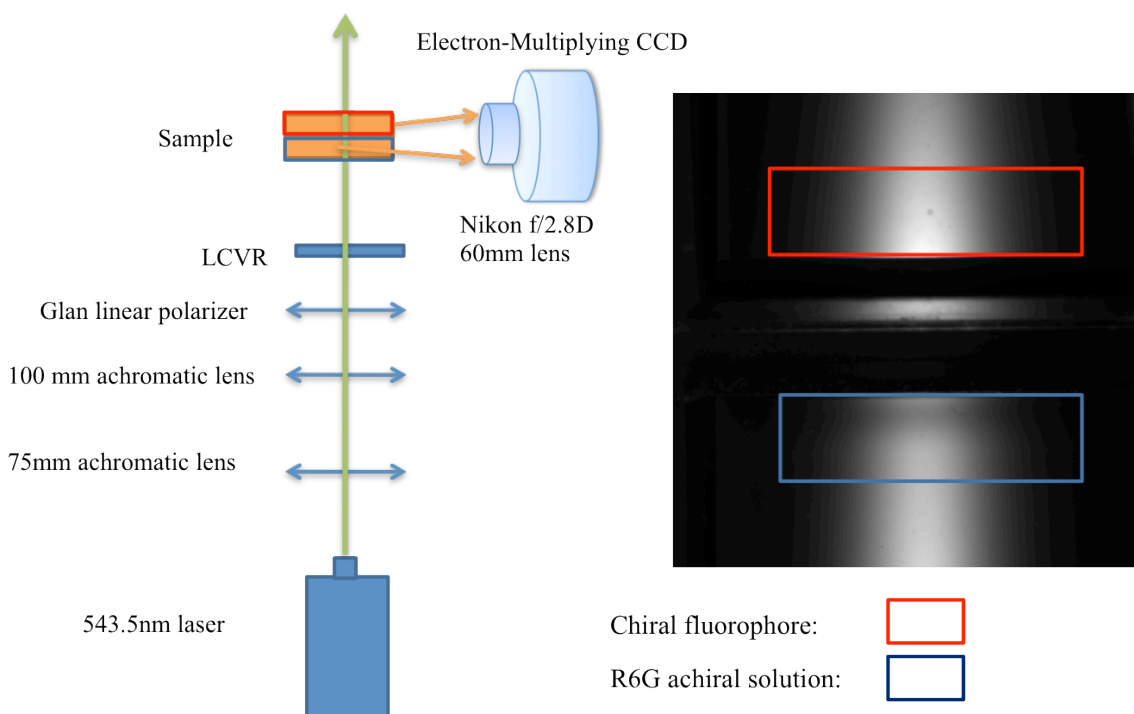 Electron-Multiplying CCD
Sample
Nikon f/2.8D
60mm lens
LCVR
Glan linear polarizer
100 mm achromatic lens
75mm achromatic lens
543.5nm laser
Chiral fluorophore:
R6G achiral solution: